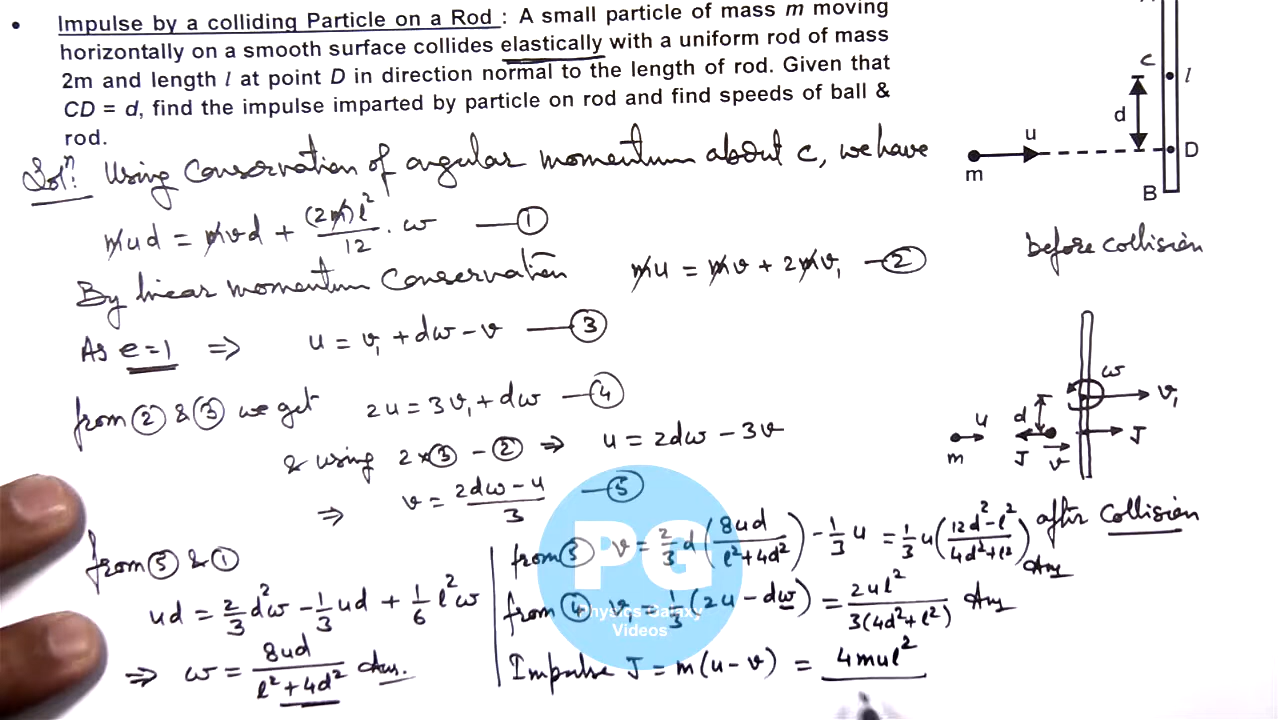 • Impulse by a colliding Particle on a Rod : A small particle of mass m moving
horizontally on a smooth surface collides elastically with a uniform rod of mass
2m and length l at point D in direction normal to the length of rod. Given that
CD = d, find the impulse imparted by particle on rod and find speeds of ball &
rod.
C
l
d
u
m
D
B
before collision
Solⁿ: Using Conservation of angular momentum about C, we have
mud = mvd + (2m)l²/12 · ω —①
By linear momentum Conservation mu = mv + 2mv₁ —②
As e=1 ⇒ u = v₁ + dω − v —③
from ② & ③ we get 2u = 3v₁ + dω —④
& using 2×③ − ② ⇒ u = 2dω − 3v
⇒ v = (2dω − u)/3 —⑤
ω
v₁
d
u
J
m
J
v
after Collision
from ⑤ & ①
ud = 2/3 d²ω − 1/3 ud + 1/6 l²ω
⇒ ω = 8ud/(l² + 4d²) Ans.
from ⑤ v = 2/3 d (8ud/(l²+4d²)) − 1/3 u = 1/3 u (12d²−l²/4d²+l²) Ans
from ④ v₁ = 1/3 (2u − dω) = 2ul²/3(4d²+l²) Ans
Impulse J = m(u − v) = 4mul²
PG
Physics Galaxy
Videos